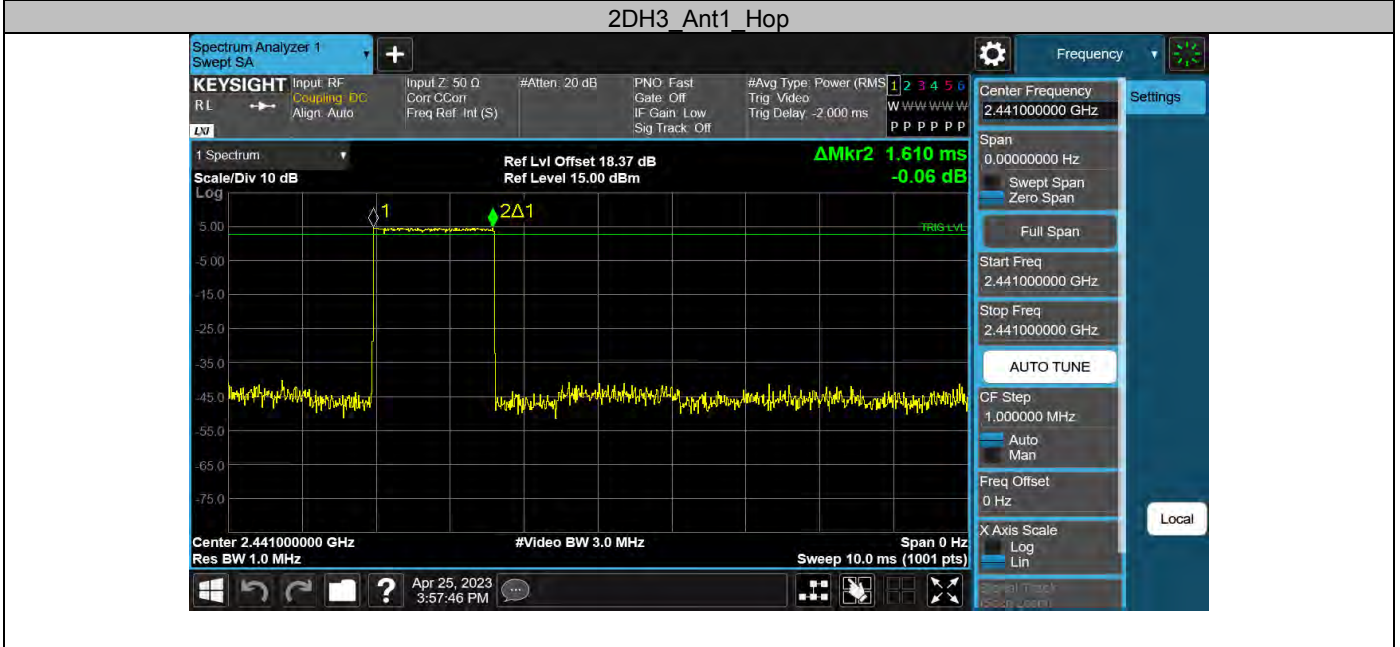 2DH3_Ant1_Hop
Spectrum Analyzer 1
Swept SA
+
Frequency
KEYSIGHT
RL
LXI
Input: RF
Coupling: DC
Align: Auto
Input Z: 50 Ω
Corr CCorr
Freq Ref: Int (S)
#Atten: 20 dB
PNO: Fast
Gate: Off
IF Gain: Low
Sig Track: Off
#Avg Type: Power (RMS
Trig: Video
Trig Delay: -2.000 ms
1 2 3 4 5 6
W W W W W W
P P P P P P
1 Spectrum
Scale/Div 10 dB
Log
Ref Lvl Offset 18.37 dB
Ref Level 15.00 dBm
ΔMkr2 1.610 ms
-0.06 dB
1
2Δ1
TRIG LVL
5.00
-5.00
-15.0
-25.0
-35.0
-45.0
-55.0
-65.0
-75.0
Center 2.441000000 GHz
Res BW 1.0 MHz
#Video BW 3.0 MHz
Span 0 Hz
Sweep 10.0 ms (1001 pts)
?
Apr 25, 2023
3:57:46 PM
Center Frequency
2.441000000 GHz
Settings
Span
0.00000000 Hz
Swept Span
Zero Span
Full Span
Start Freq
2.441000000 GHz
Stop Freq
2.441000000 GHz
AUTO TUNE
CF Step
1.000000 MHz
Auto
Man
Freq Offset
0 Hz
X Axis Scale
Log
Lin
Local